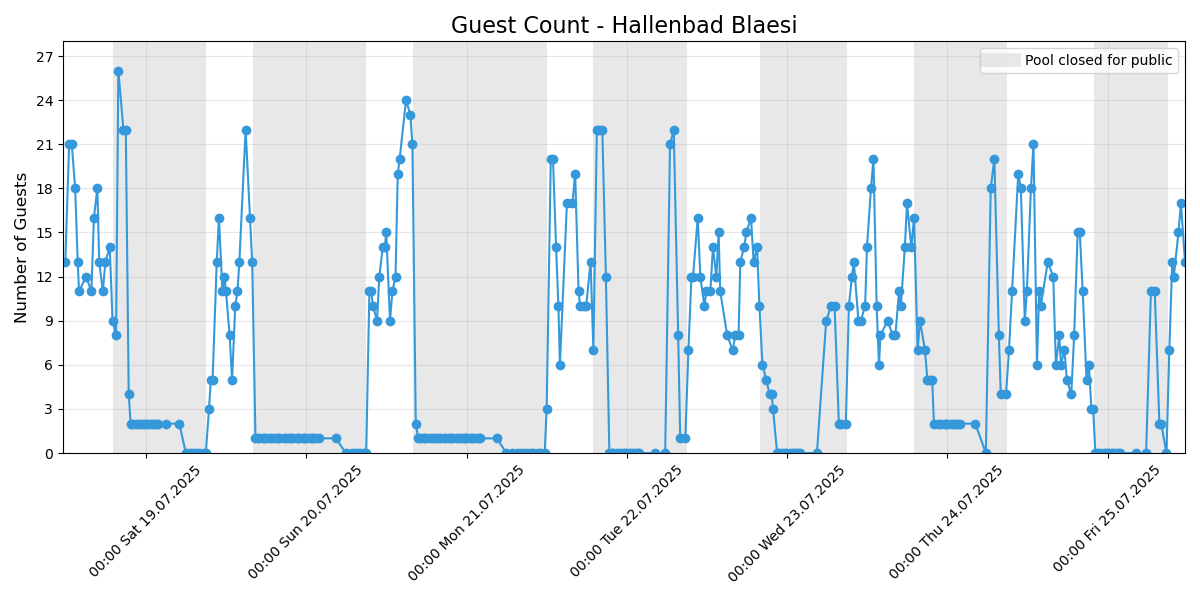 Guest Count - Hallenbad Blaesi
Pool closed for public
Number of Guests
27
24
21
18
15
12
9
6
3
0
00:00 Sat 19.07.2025
00:00 Sun 20.07.2025
00:00 Mon 21.07.2025
00:00 Tue 22.07.2025
00:00 Wed 23.07.2025
00:00 Thu 24.07.2025
00:00 Fri 25.07.2025